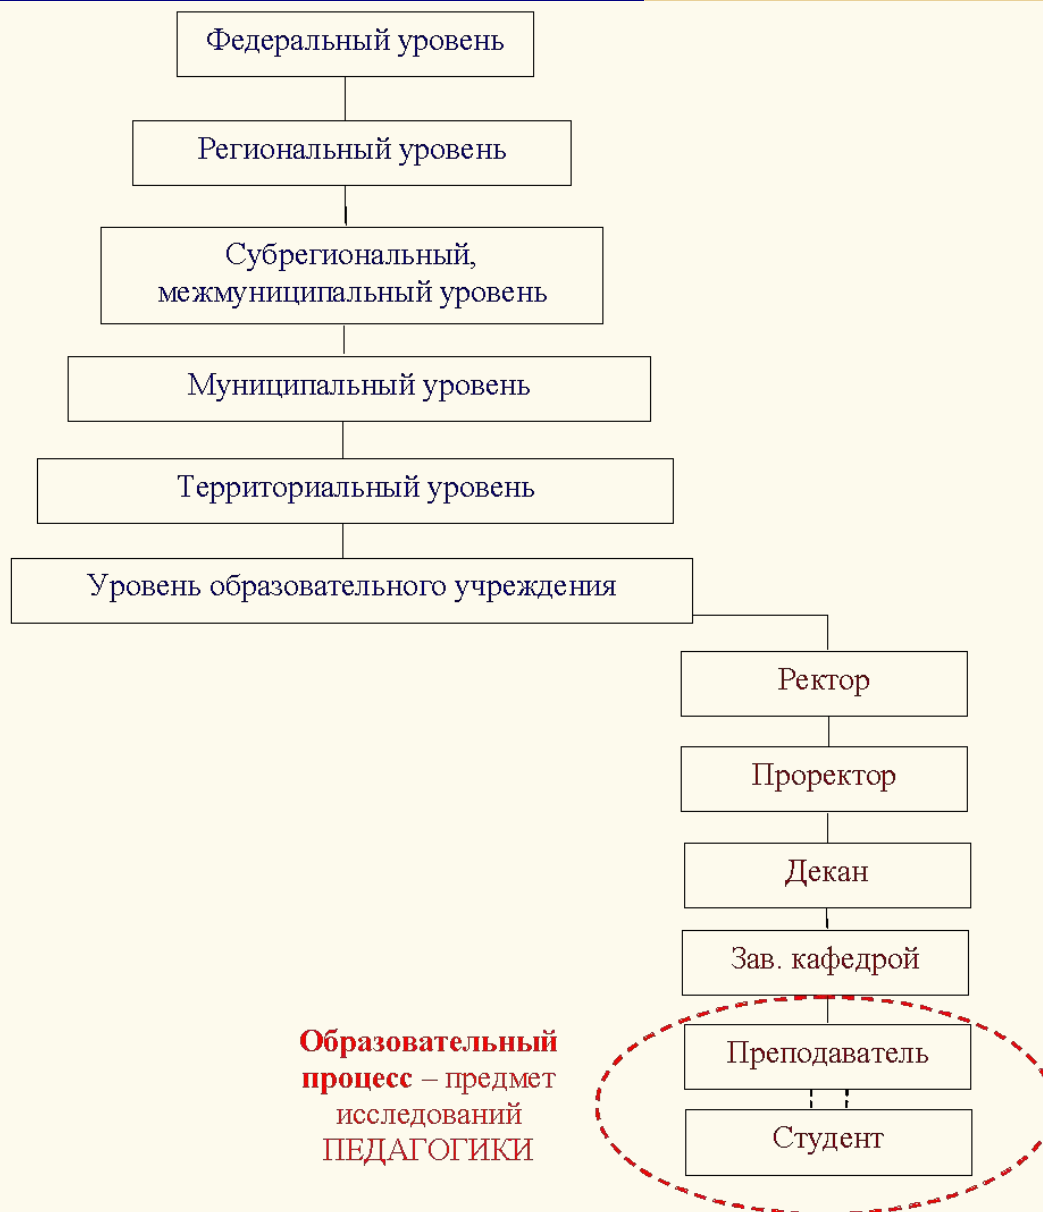 Федеральный уровень
Региональный уровень
Субрегиональный,
межмуниципальный уровень
Муниципальный уровень
Территориальный уровень
Уровень образовательного учреждения
Ректор
Проректор
Декан
Зав. кафедрой
Образовательный
процесс – предмет
исследований
ПЕДАГОГИКИ
Преподаватель
Студент